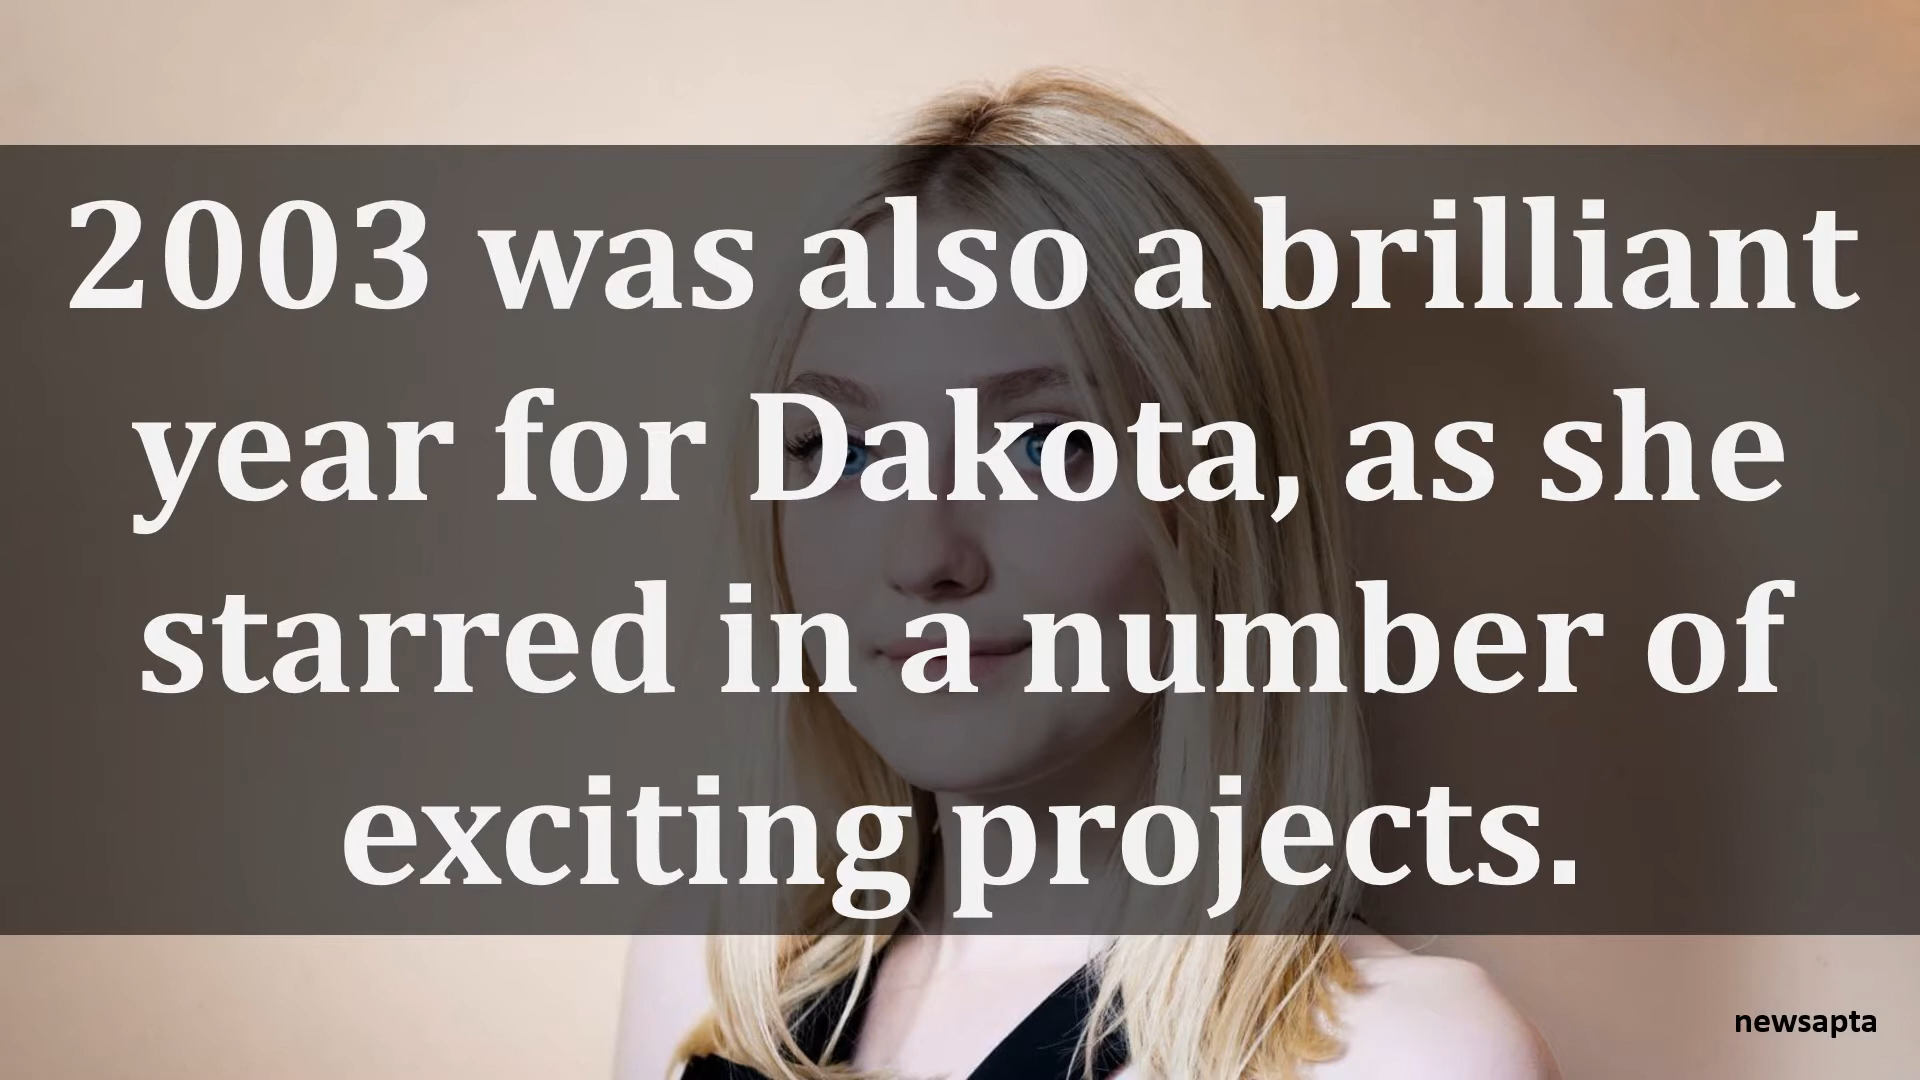 2003 was also a brilliant
year for Dakota, as she
starred in a number of
exciting projects.
newsapta